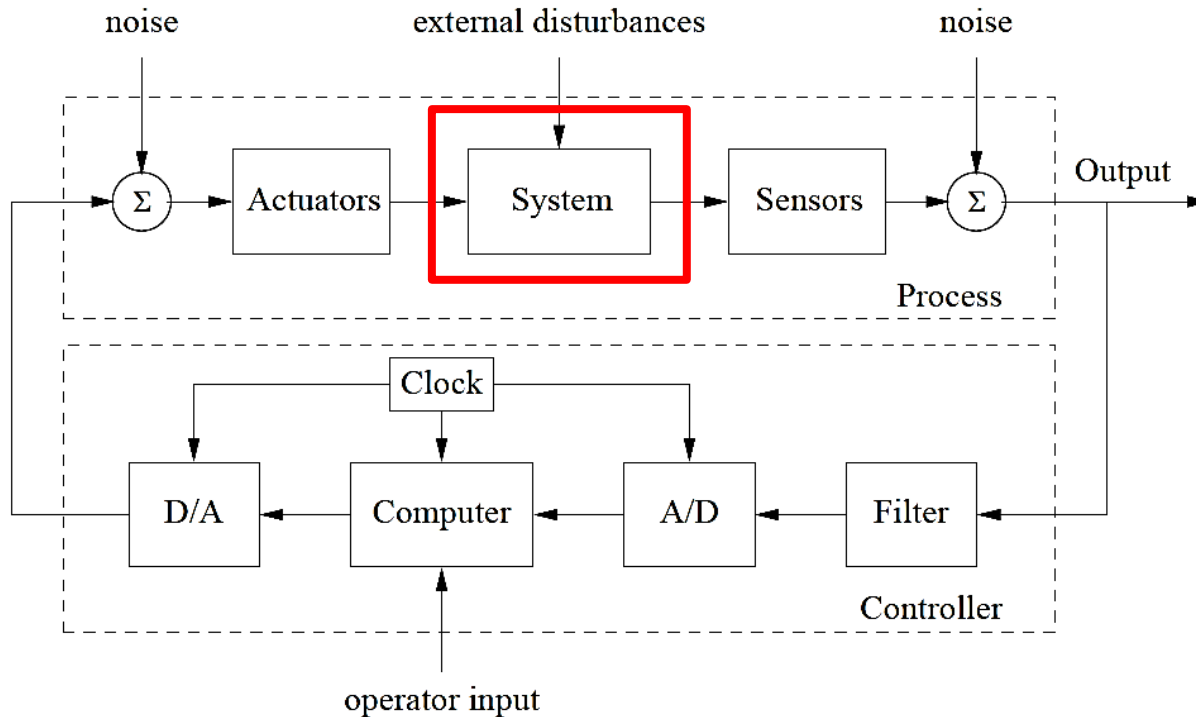 noise
external disturbances
noise
Σ
Actuators
System
Sensors
Σ
Output
Process
Clock
D/A
Computer
A/D
Filter
Controller
operator input